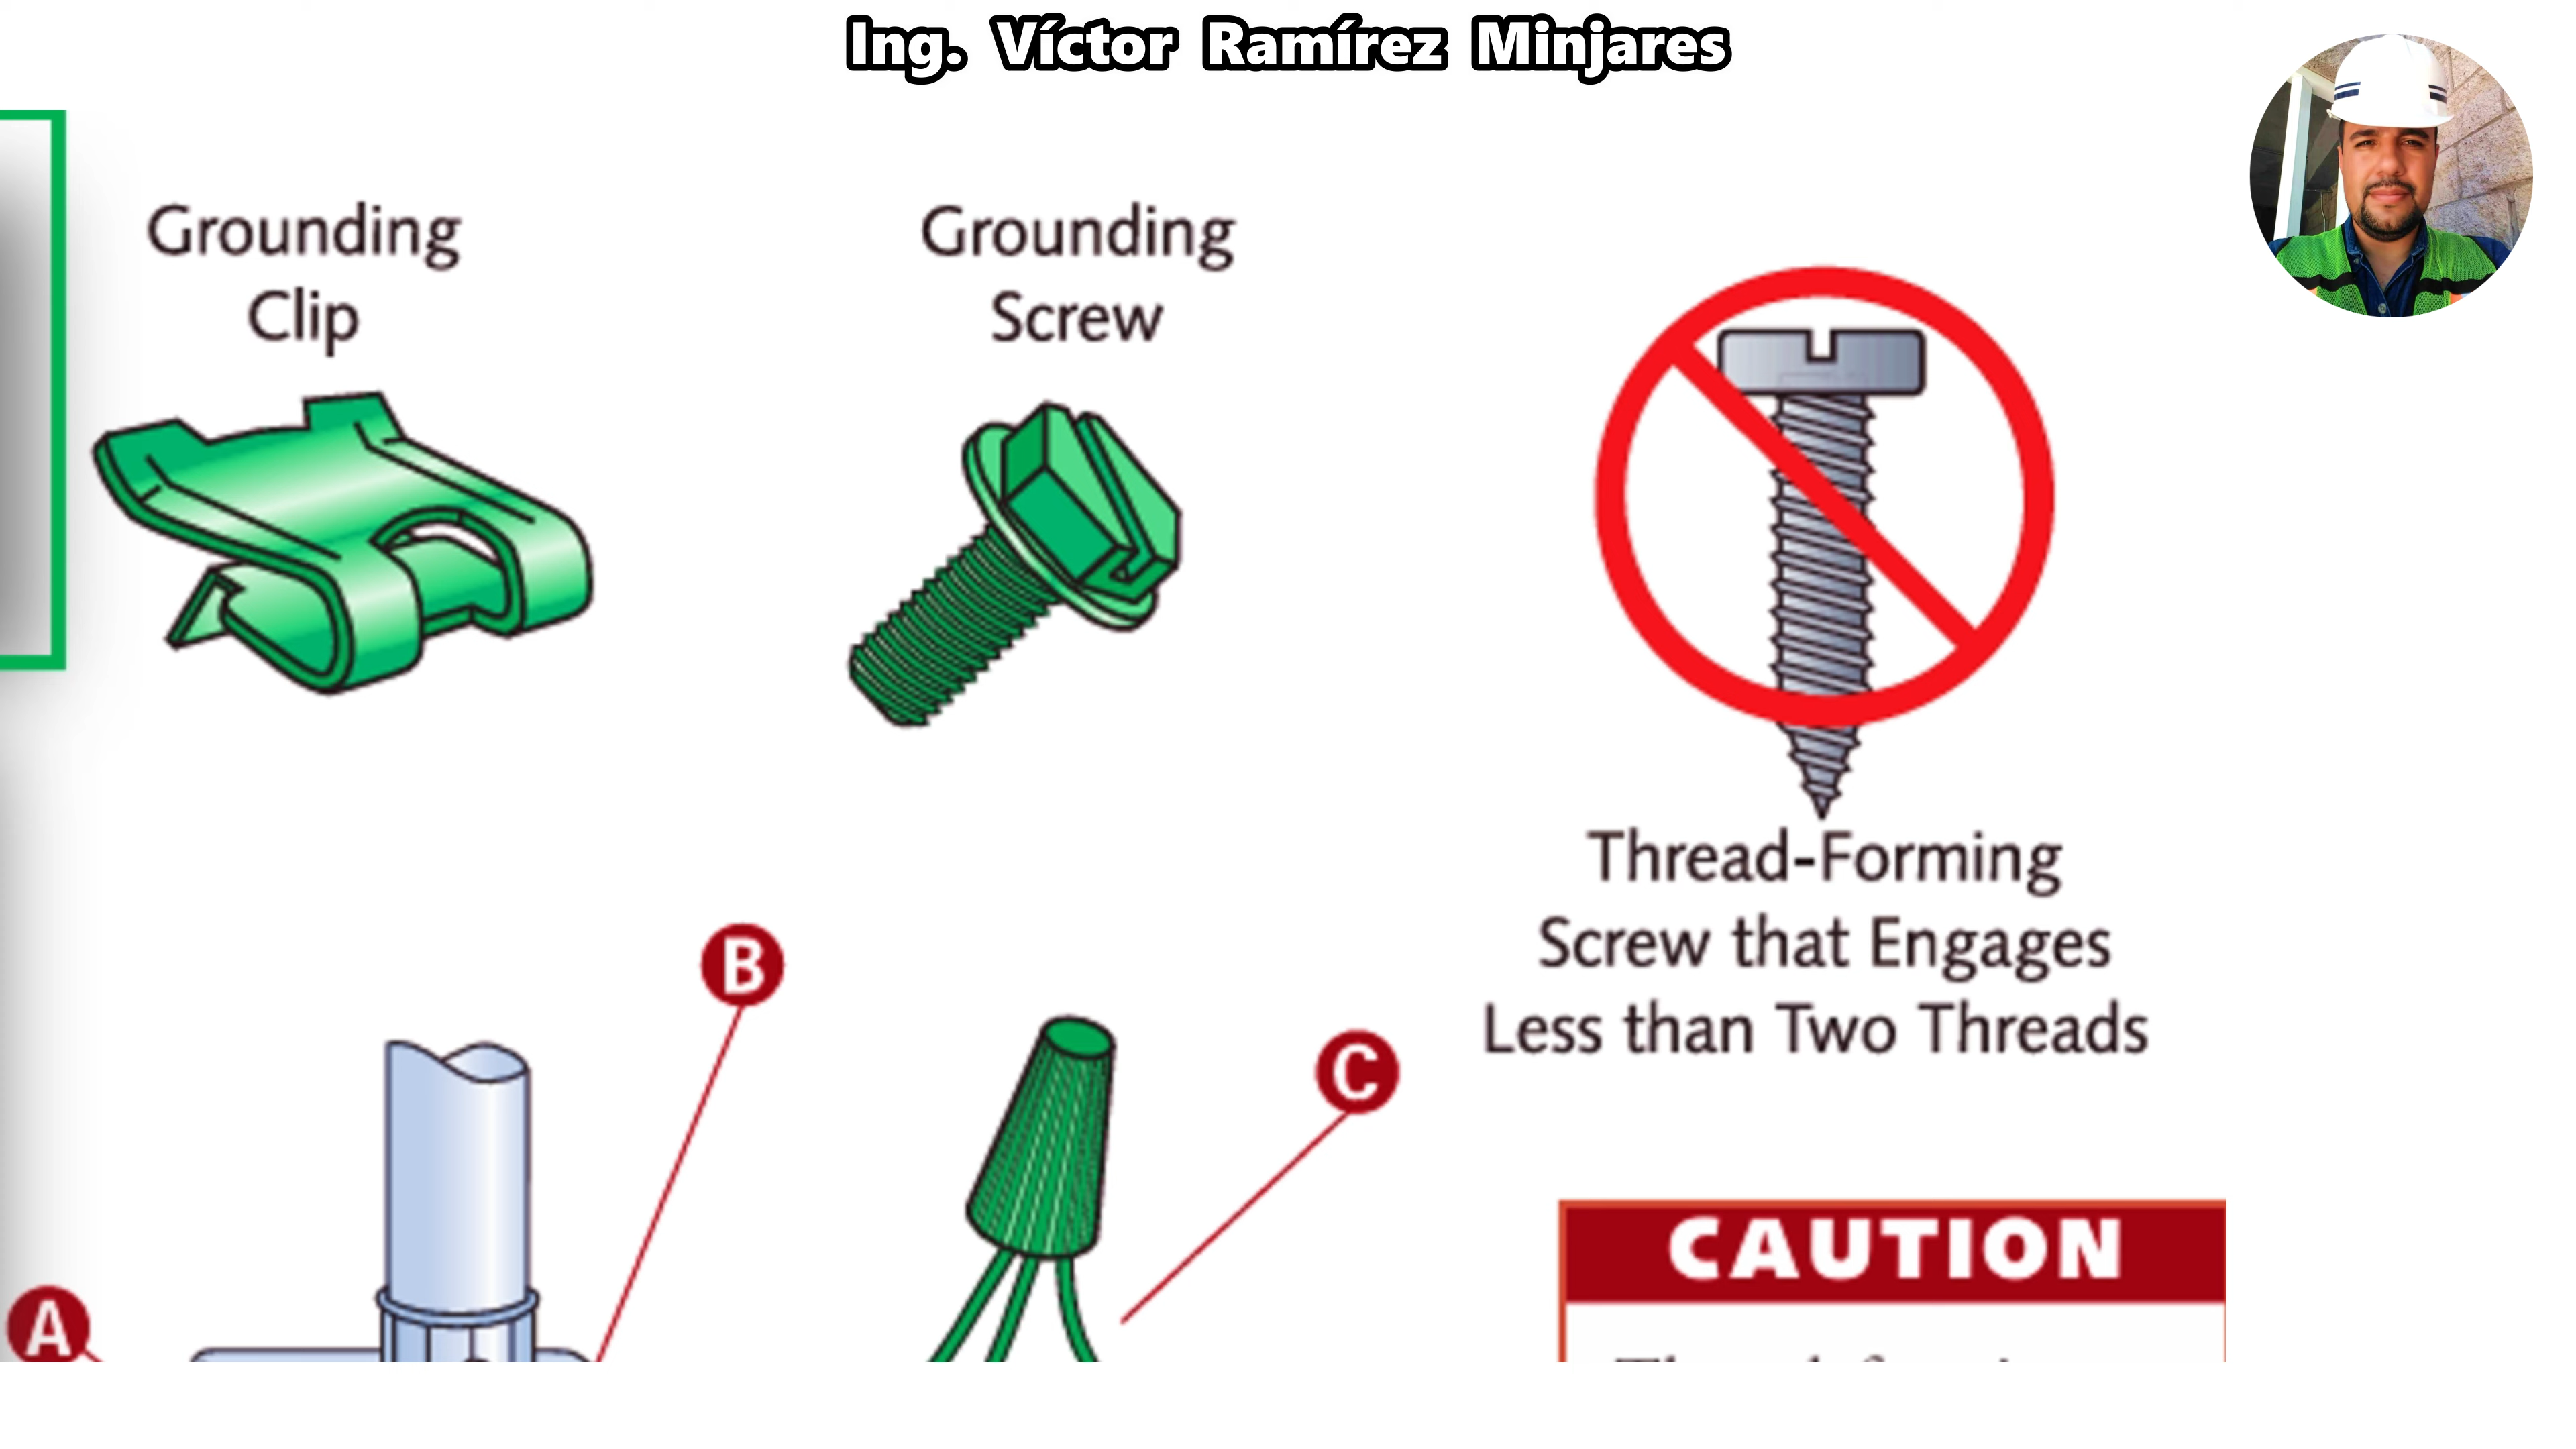 Ing. Víctor Ramírez Minjares
Grounding
Clip
Grounding
Screw
Thread-Forming
Screw that Engages
Less than Two Threads
B
C
A
CAUTION